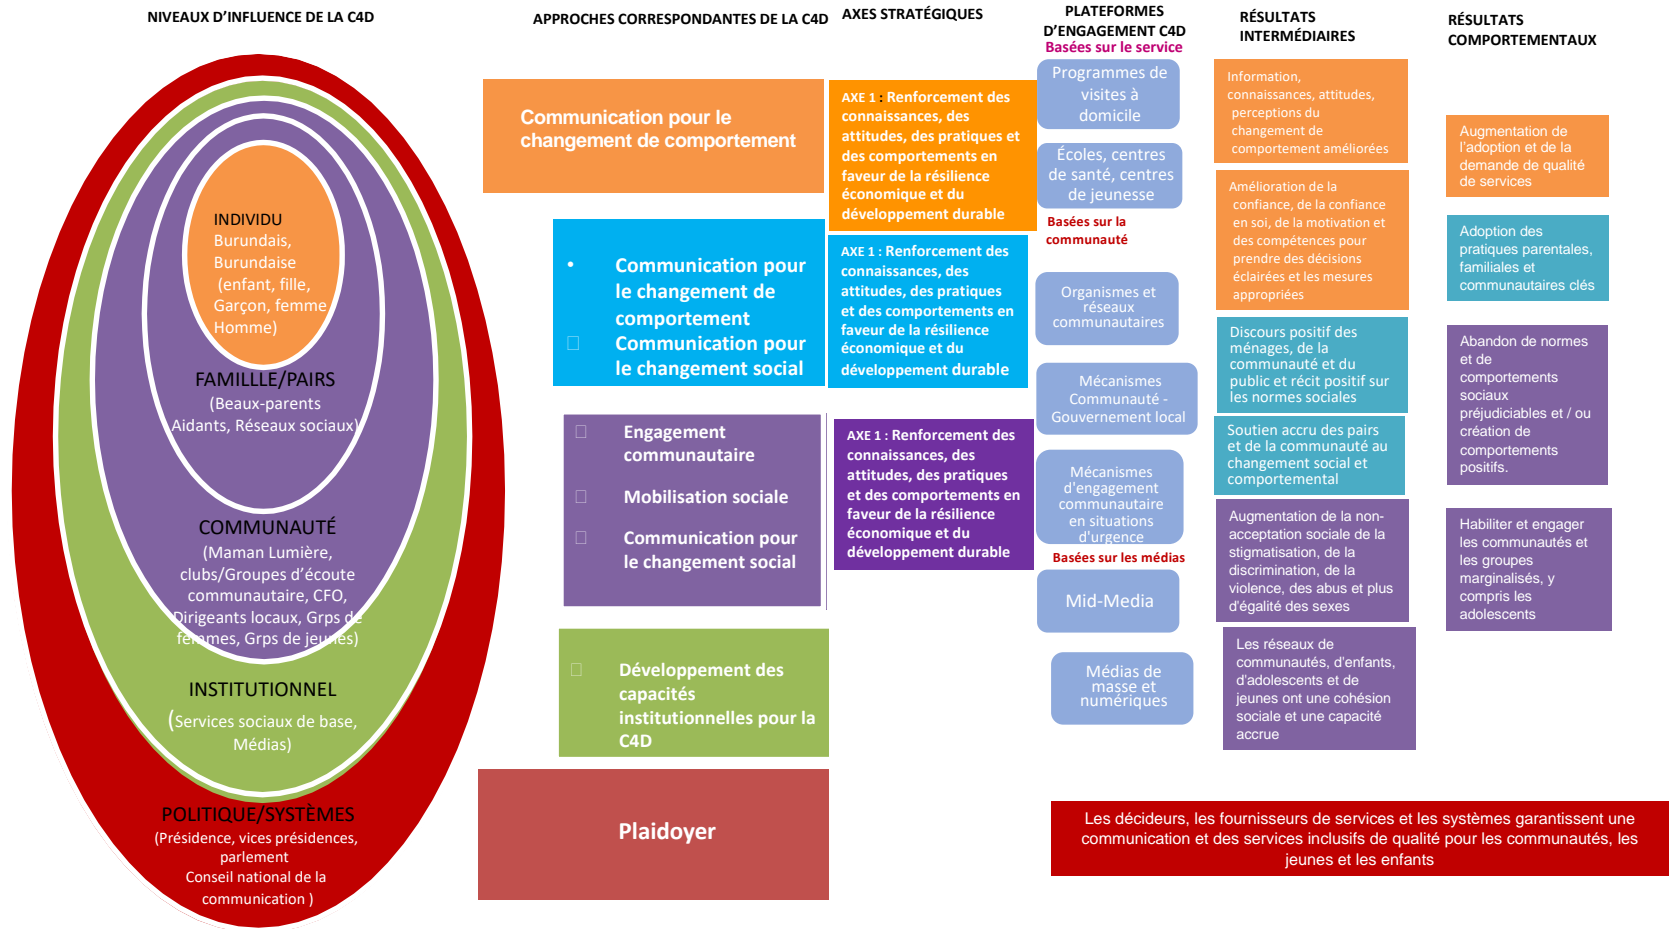 NIVEAUX D'INFLUENCE DE LA C4D
INDIVIDU
Burundais,
Burundaise
(enfant, fille,
Garçon, femme
Homme)
FAMILLLE/PAIRS
(Beaux-parents
Aidants, Réseaux sociaux)
COMMUNAUTÉ
(Maman Lumière,
clubs/Groupes d'écoute
communautaire, CFO,
Dirigeants locaux, Grps de
femmes, Grps de jeunes)
INSTITUTIONNEL
(Services sociaux de base,
Médias)
POLITIQUE/SYSTÈMES
(Présidence, vices présidences,
parlement
Conseil national de la
communication )
APPROCHES CORRESPONDANTES DE LA C4D
Communication pour le
changement de comportement
• Communication pour
le changement de
comportement
Communication pour
le changement social
Engagement
communautaire
Mobilisation sociale
Communication pour
le changement social
Développement des
capacités
institutionnelles pour la
C4D
Plaidoyer
AXES STRATÉGIQUES
AXE 1 : Renforcement des
connaissances, des
attitudes, des pratiques et
des comportements en
faveur de la résilience
économique et du
développement durable
AXE 1 : Renforcement des
connaissances, des
attitudes, des pratiques
et des comportements en
faveur de la résilience
économique et du
développement durable
AXE 1 : Renforcement des
connaissances, des
attitudes, des pratiques
et des comportements en
faveur de la résilience
économique et du
développement durable
PLATEFORMES
D'ENGAGEMENT C4D
Basées sur le service
Programmes de
visites à
domicile
Écoles, centres
de santé, centres
de jeunesse
Basées sur la
communauté
Organismes et
réseaux
communautaires
Mécanismes
Communauté -
Gouvernement local
Mécanismes
d'engagement
communautaire
en situations
d'urgence
Basées sur les médias
Mid-Media
Médias de
masse et
numériques
RÉSULTATS
INTERMÉDIAIRES
Information,
connaissances, attitudes,
perceptions du
changement de
comportement améliorées
Amélioration de la
confiance, de la confiance
en soi, de la motivation et
des compétences pour
prendre des décisions
éclairées et les mesures
appropriées
Discours positif des
ménages, de la
communauté et du
public et récit positif sur
les normes sociales
Soutien accru des pairs
et de la communauté au
changement social et
comportemental
Augmentation de la non-
acceptation sociale de la
stigmatisation, de la
discrimination, de la
violence, des abus et plus
d'égalité des sexes
Les réseaux de
communautés, d'enfants,
d'adolescents et de
jeunes ont une cohésion
sociale et une capacité
accrue
RÉSULTATS
COMPORTEMENTAUX
Augmentation de
l'adoption et de la
demande de qualité
de services
Adoption des
pratiques parentales,
familiales et
communautaires clés
Abandon de normes
et de
comportements
sociaux
préjudiciables et / ou
création de
comportements
positifs.
Habiliter et engager
les communautés et
les groupes
marginalisés, y
compris les
adolescents
Les décideurs, les fournisseurs de services et les systèmes garantissent une
communication et des services inclusifs de qualité pour les communautés, les
jeunes et les enfants